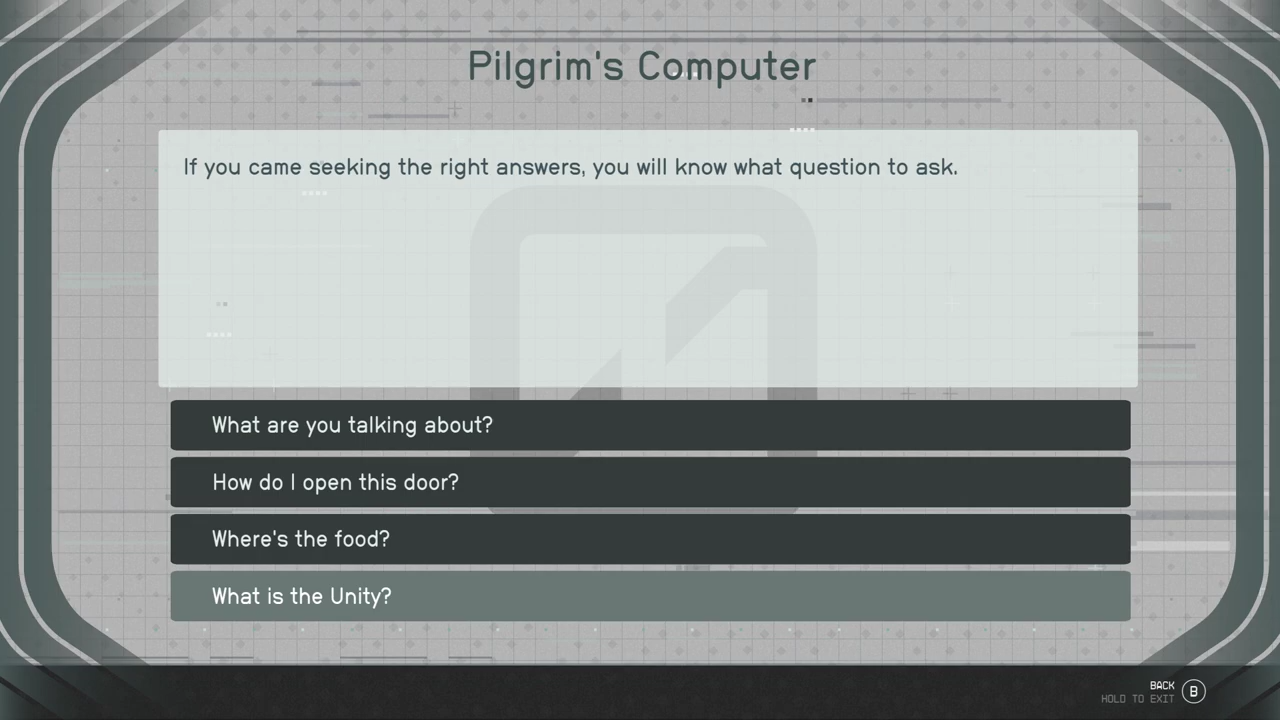 Pilgrim's Computer
If you came seeking the right answers, you will know what question to ask.
What are you talking about?
How do I open this door?
Where's the food?
What is the Unity?
BACK
HOLD TO EXIT
B